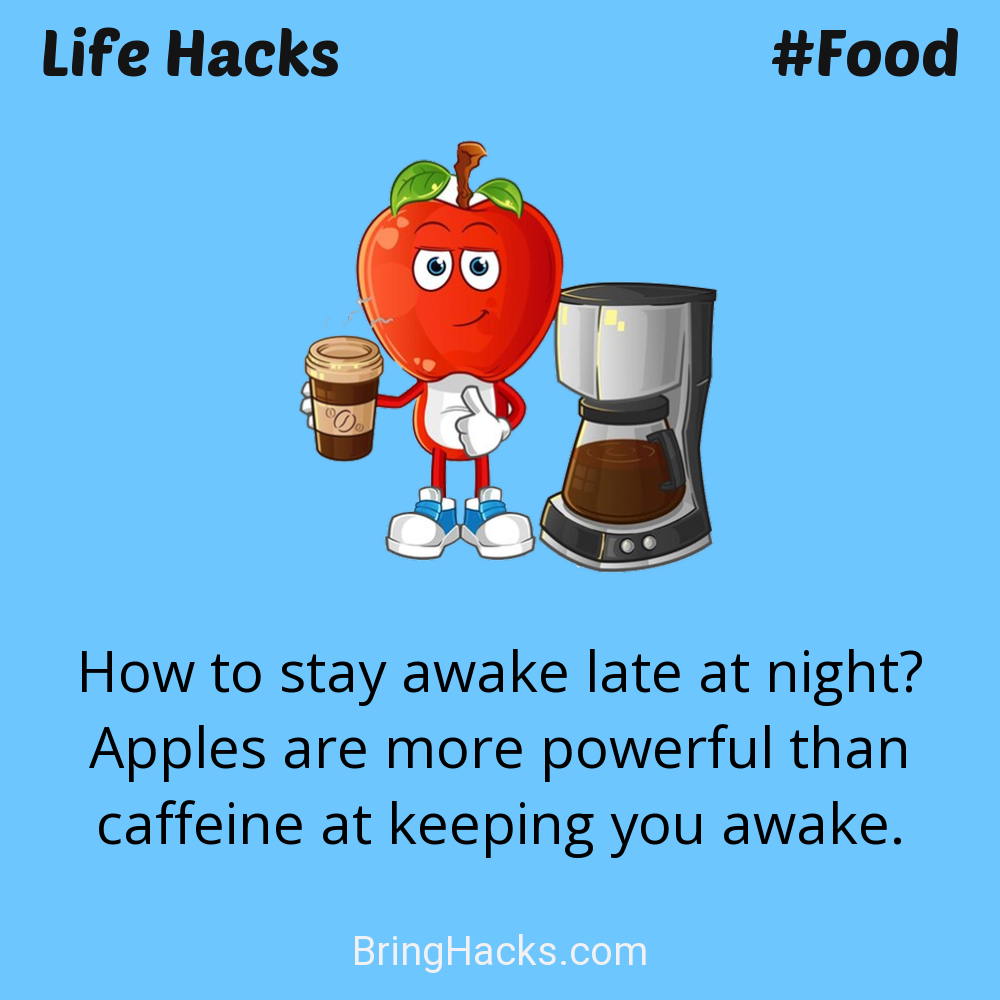 Life Hacks
#Food
How to stay awake late at night?
Apples are more powerful than
caffeine at keeping you awake.
BringHacks.com